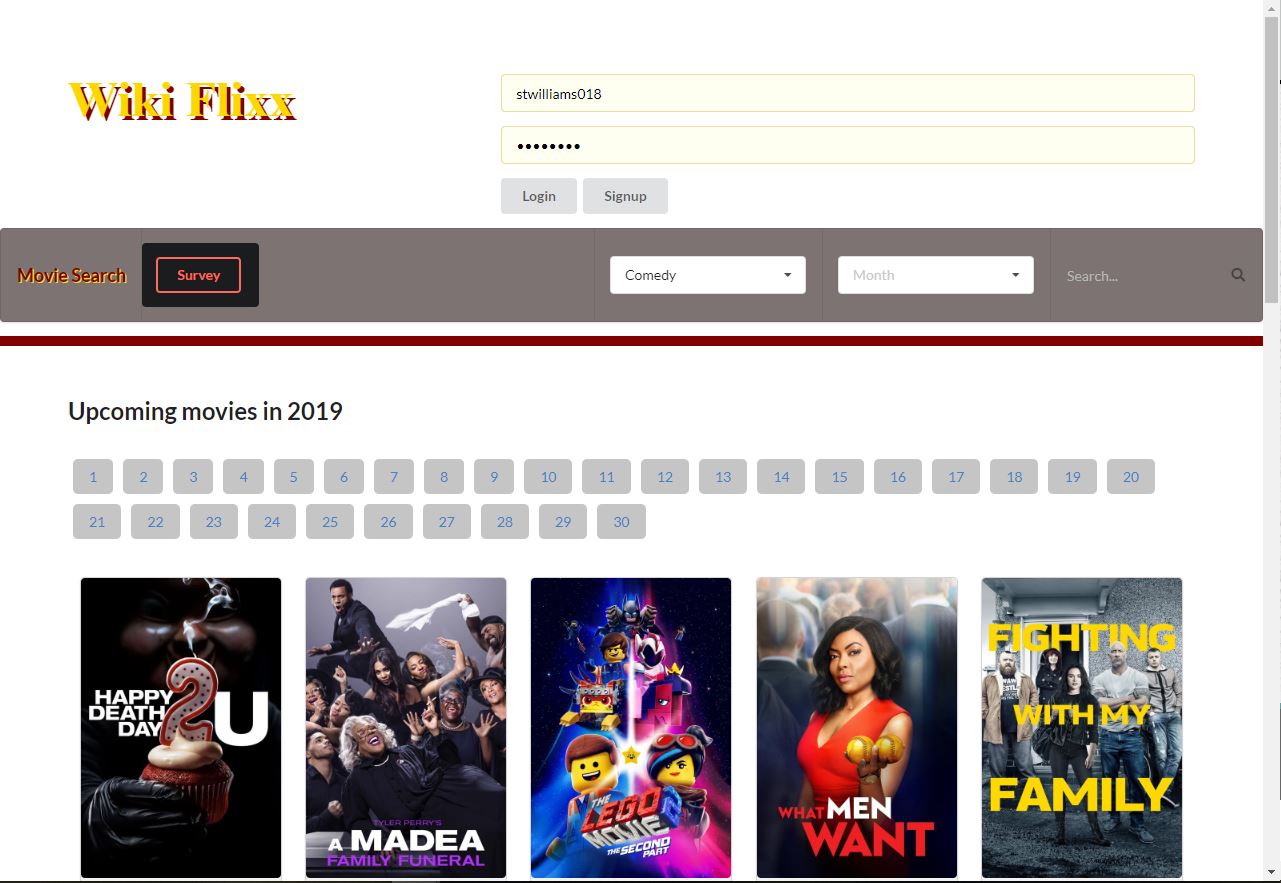 Wiki Flixx
stwilliams018
••••••••
Login Signup
Movie Search Survey Comedy Month Search...
Upcoming movies in 2019
1 2 3 4 5 6 7 8 9 10 11 12 13 14 15 16 17 18 19 20
21 22 23 24 25 26 27 28 29 30
HAPPY
DEATH
DAY
2U
TYLER PERRY'S
A MADEA
FAMILY FUNERAL
THE
LEGO
MOVIE
THE SECOND
PART
WHAT MEN
WANT
FIGHTING
WITH MY
FAMILY